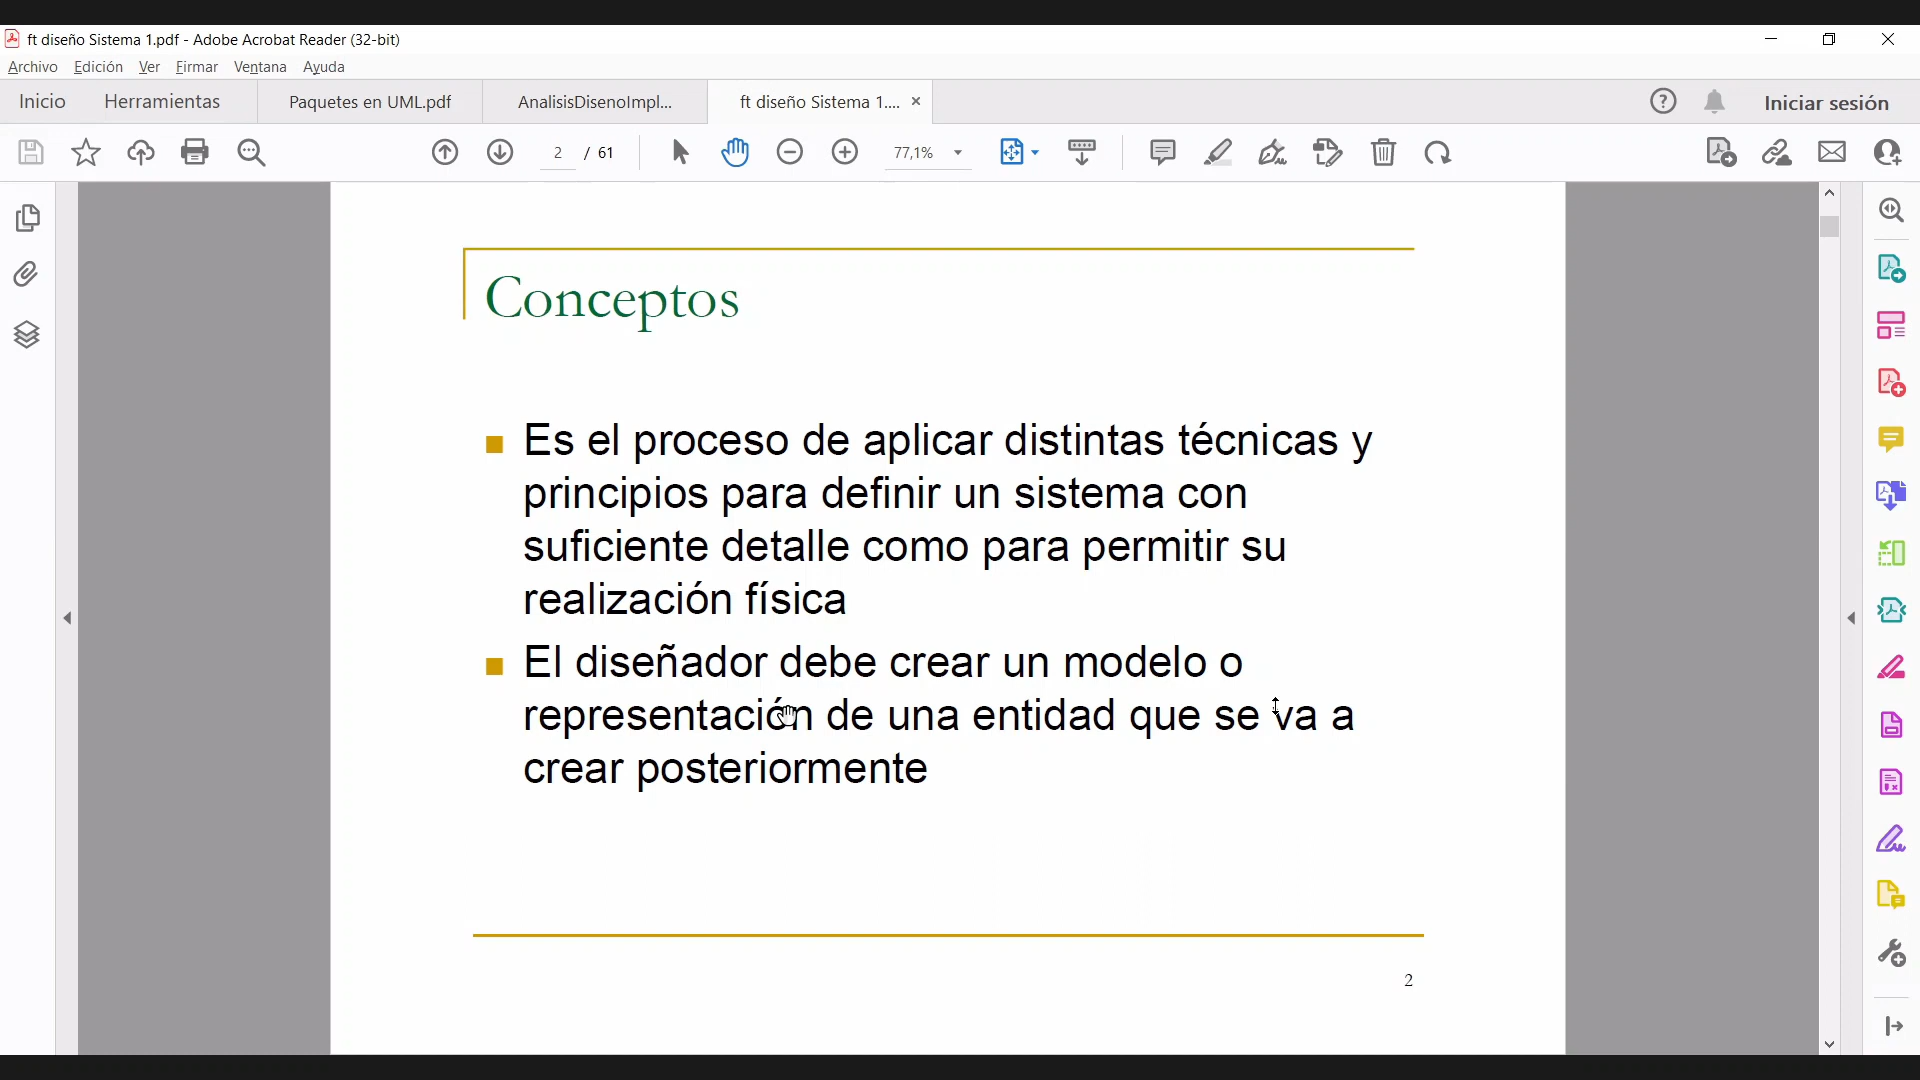 ft diseño Sistema 1.pdf - Adobe Acrobat Reader (32-bit)
Archivo Edición Ver Firmar Ventana Ayuda
Inicio Herramientas Paquetes en UML.pdf AnalisisDisenoImpl... ft diseño Sistema 1.... Iniciar sesión
2 / 61 77,1%
Conceptos
Es el proceso de aplicar distintas técnicas y
principios para definir un sistema con
suficiente detalle como para permitir su
realización física
El diseñador debe crear un modelo o
representación de una entidad que se va a
crear posteriormente
2